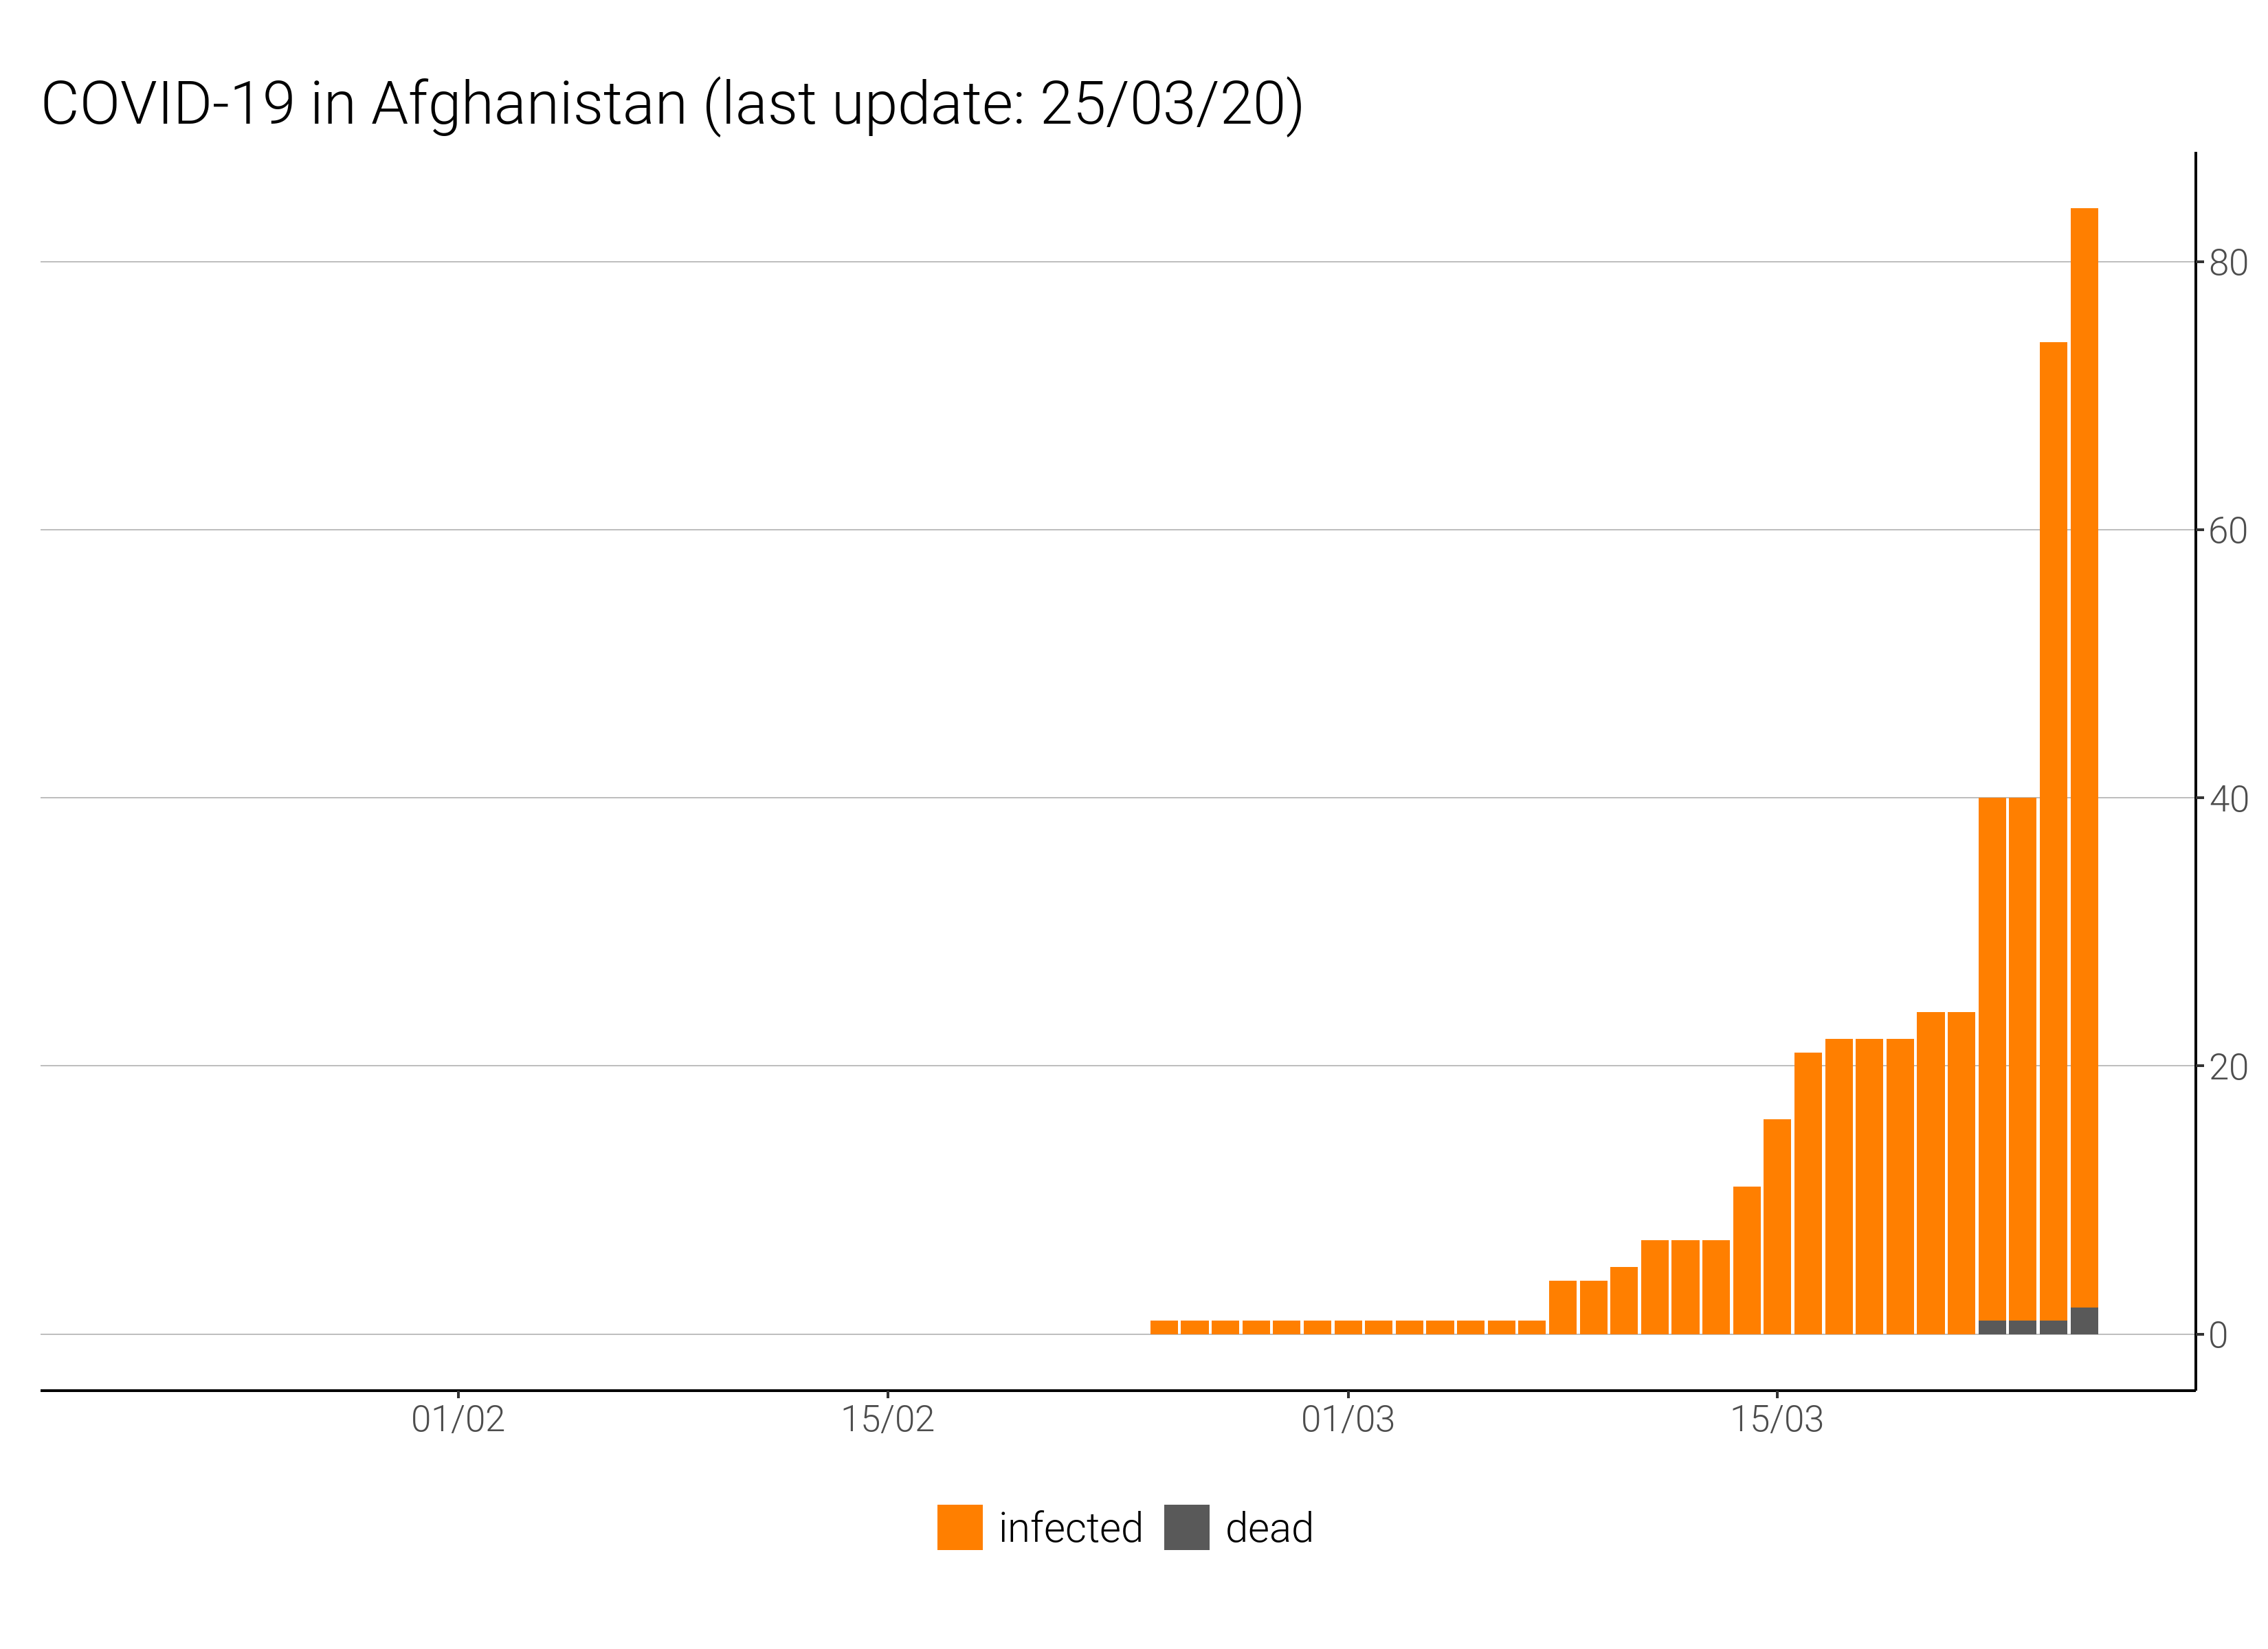 COVID-19 in Afghanistan (last update: 25/03/20)
80
60
40
20
0
01/02 15/02 01/03 15/03
infected dead